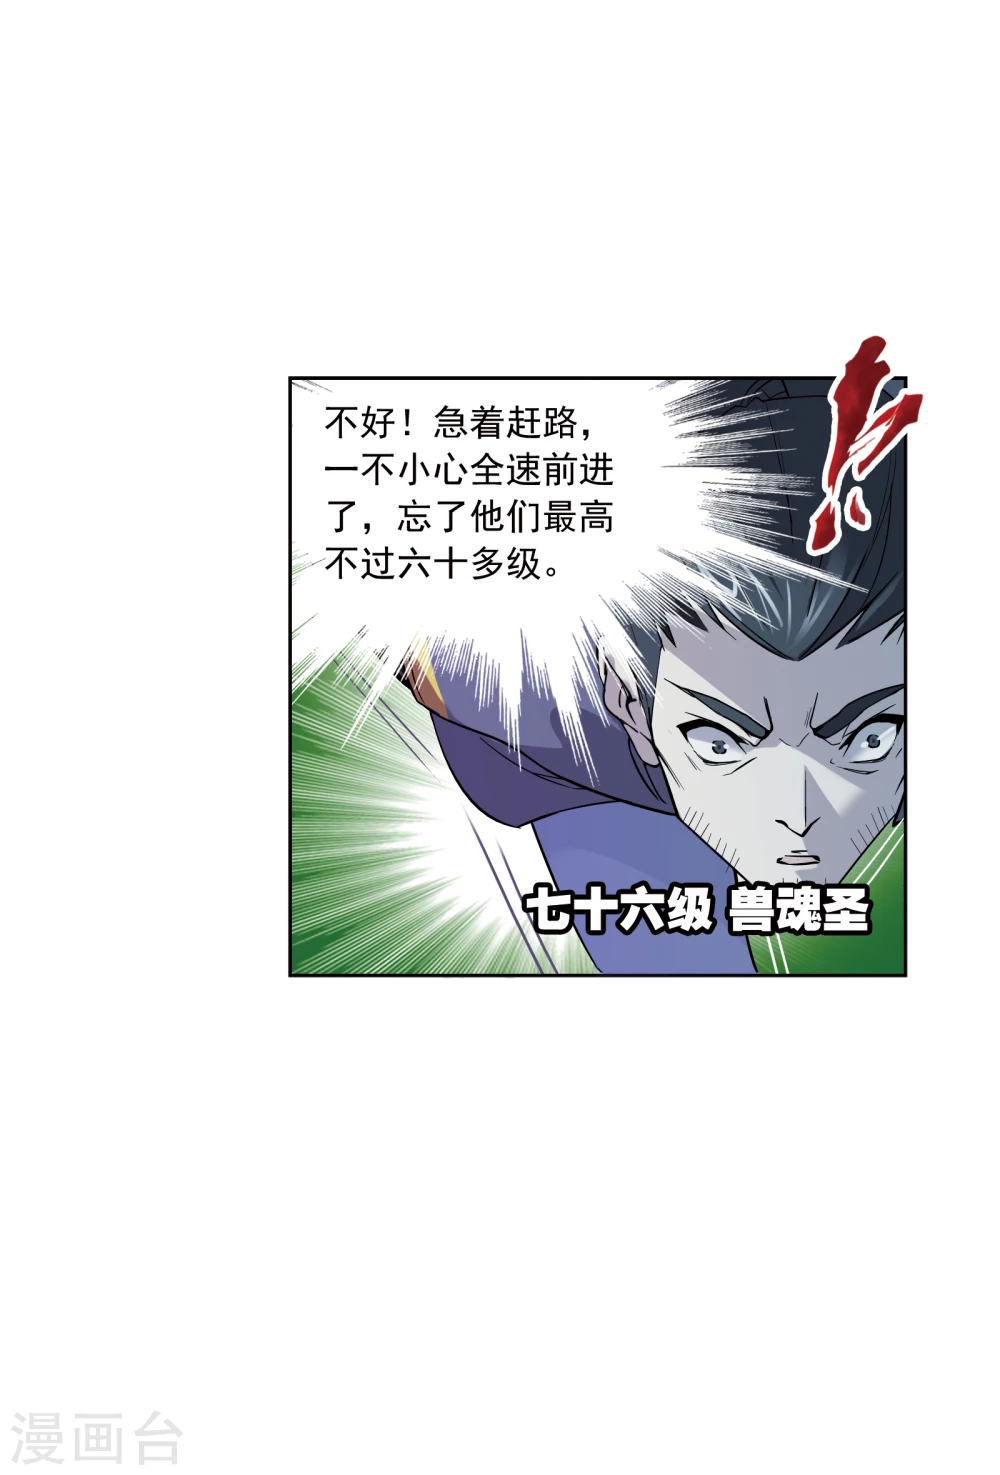 不好！急着赶路，
一不小心全速前进
了，忘了他们最高
不过六十多级。
七十六级 兽魂圣
漫画台